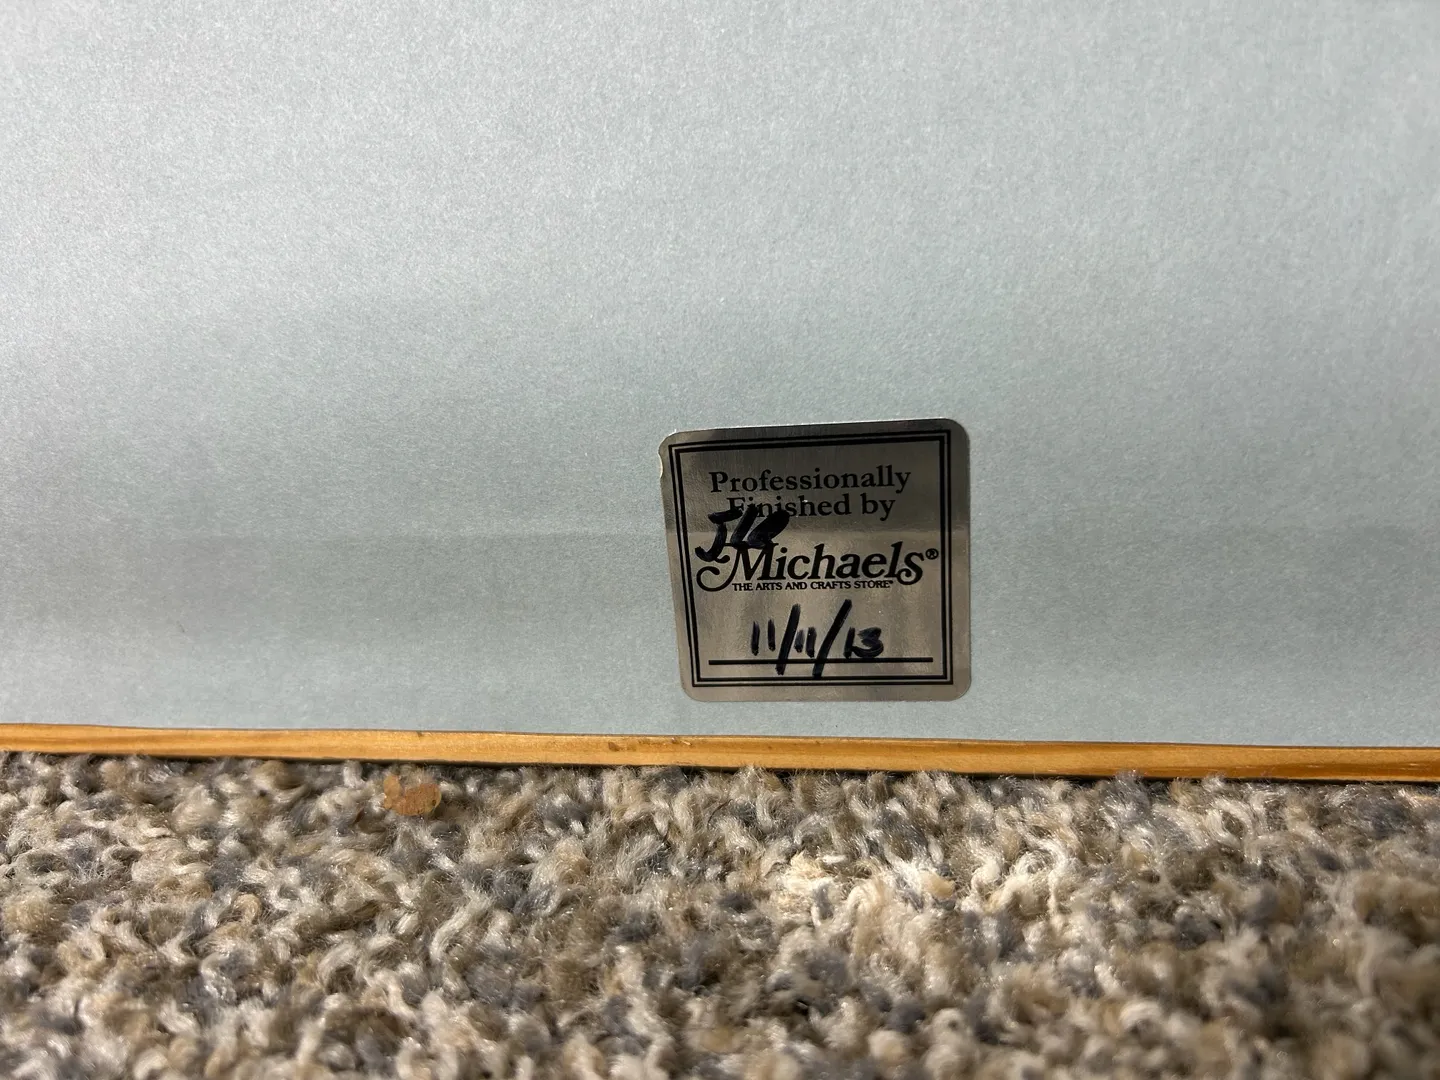 Professionally
Finished by
Michaels®
THE ARTS AND CRAFTS STORE
11/11/13